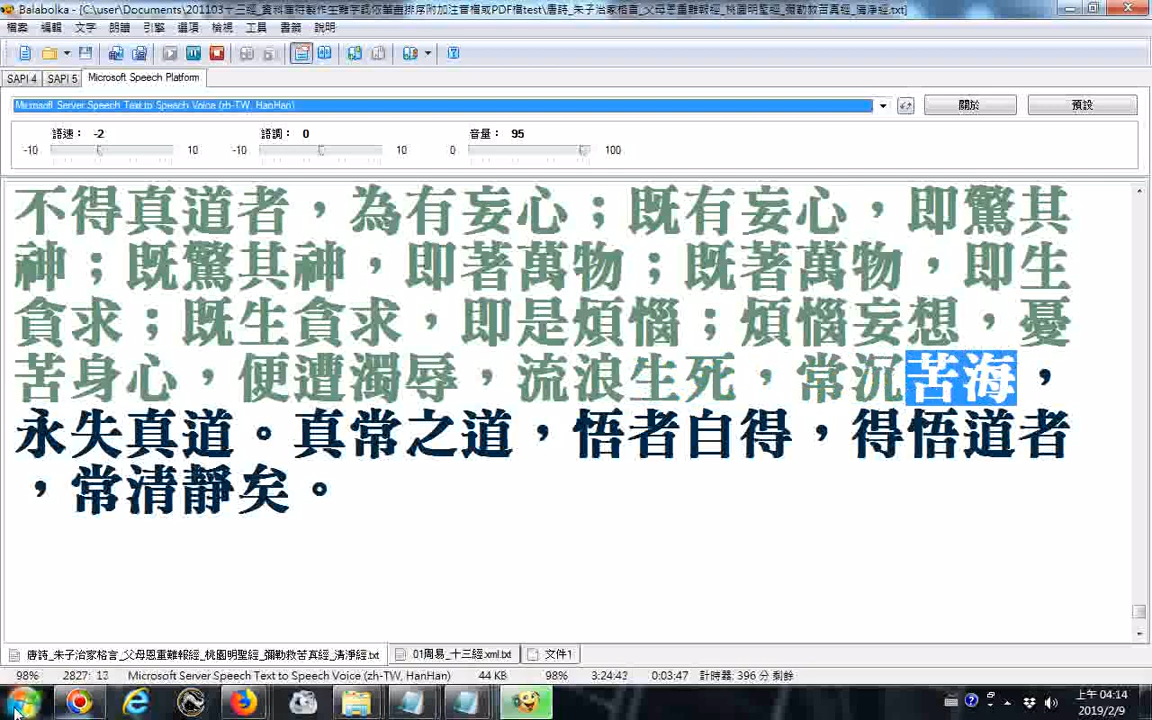 Balabolka - [C:\user\Documents\201103十三經_資料庫待製作生難字詞依筆畫排序附加注音檔或PDF檔test\唐詩_朱子治家格言_父母恩重難報經_桃園明聖經_彌勒救苦真經_清淨經.txt]
檔案 編輯 文字 朗讀 引擎 選項 檢視 工具 書籤 說明
SAPI 4 SAPI 5 Microsoft Speech Platform
Microsoft Server Speech Text to Speech Voice (zh-TW, HanHan) 關於 預設
語速： -2 語調： 0 音量： 95
-10 10 -10 10 0 100
不得真道者，為有妄心；既有妄心，即驚其
神；既驚其神，即著萬物；既著萬物，即生
貪求；既生貪求，即是煩惱；煩惱妄想，憂
苦身心，便遭濁辱，流浪生死，常沉苦海，
永失真道。真常之道，悟者自得，得悟道者
，常清靜矣。
唐詩_朱子治家格言_父母恩重難報經_桃園明聖經_彌勒救苦真經_清淨經.txt 01周易_十三經.xml.txt 文件1
98% 2827: 13 Microsoft Server Speech Text to Speech Voice (zh-TW, HanHan) 44 KB 98% 3:24:43 0:03:47 計時器: 396 分 剩餘
上午 04:14
2019/2/9